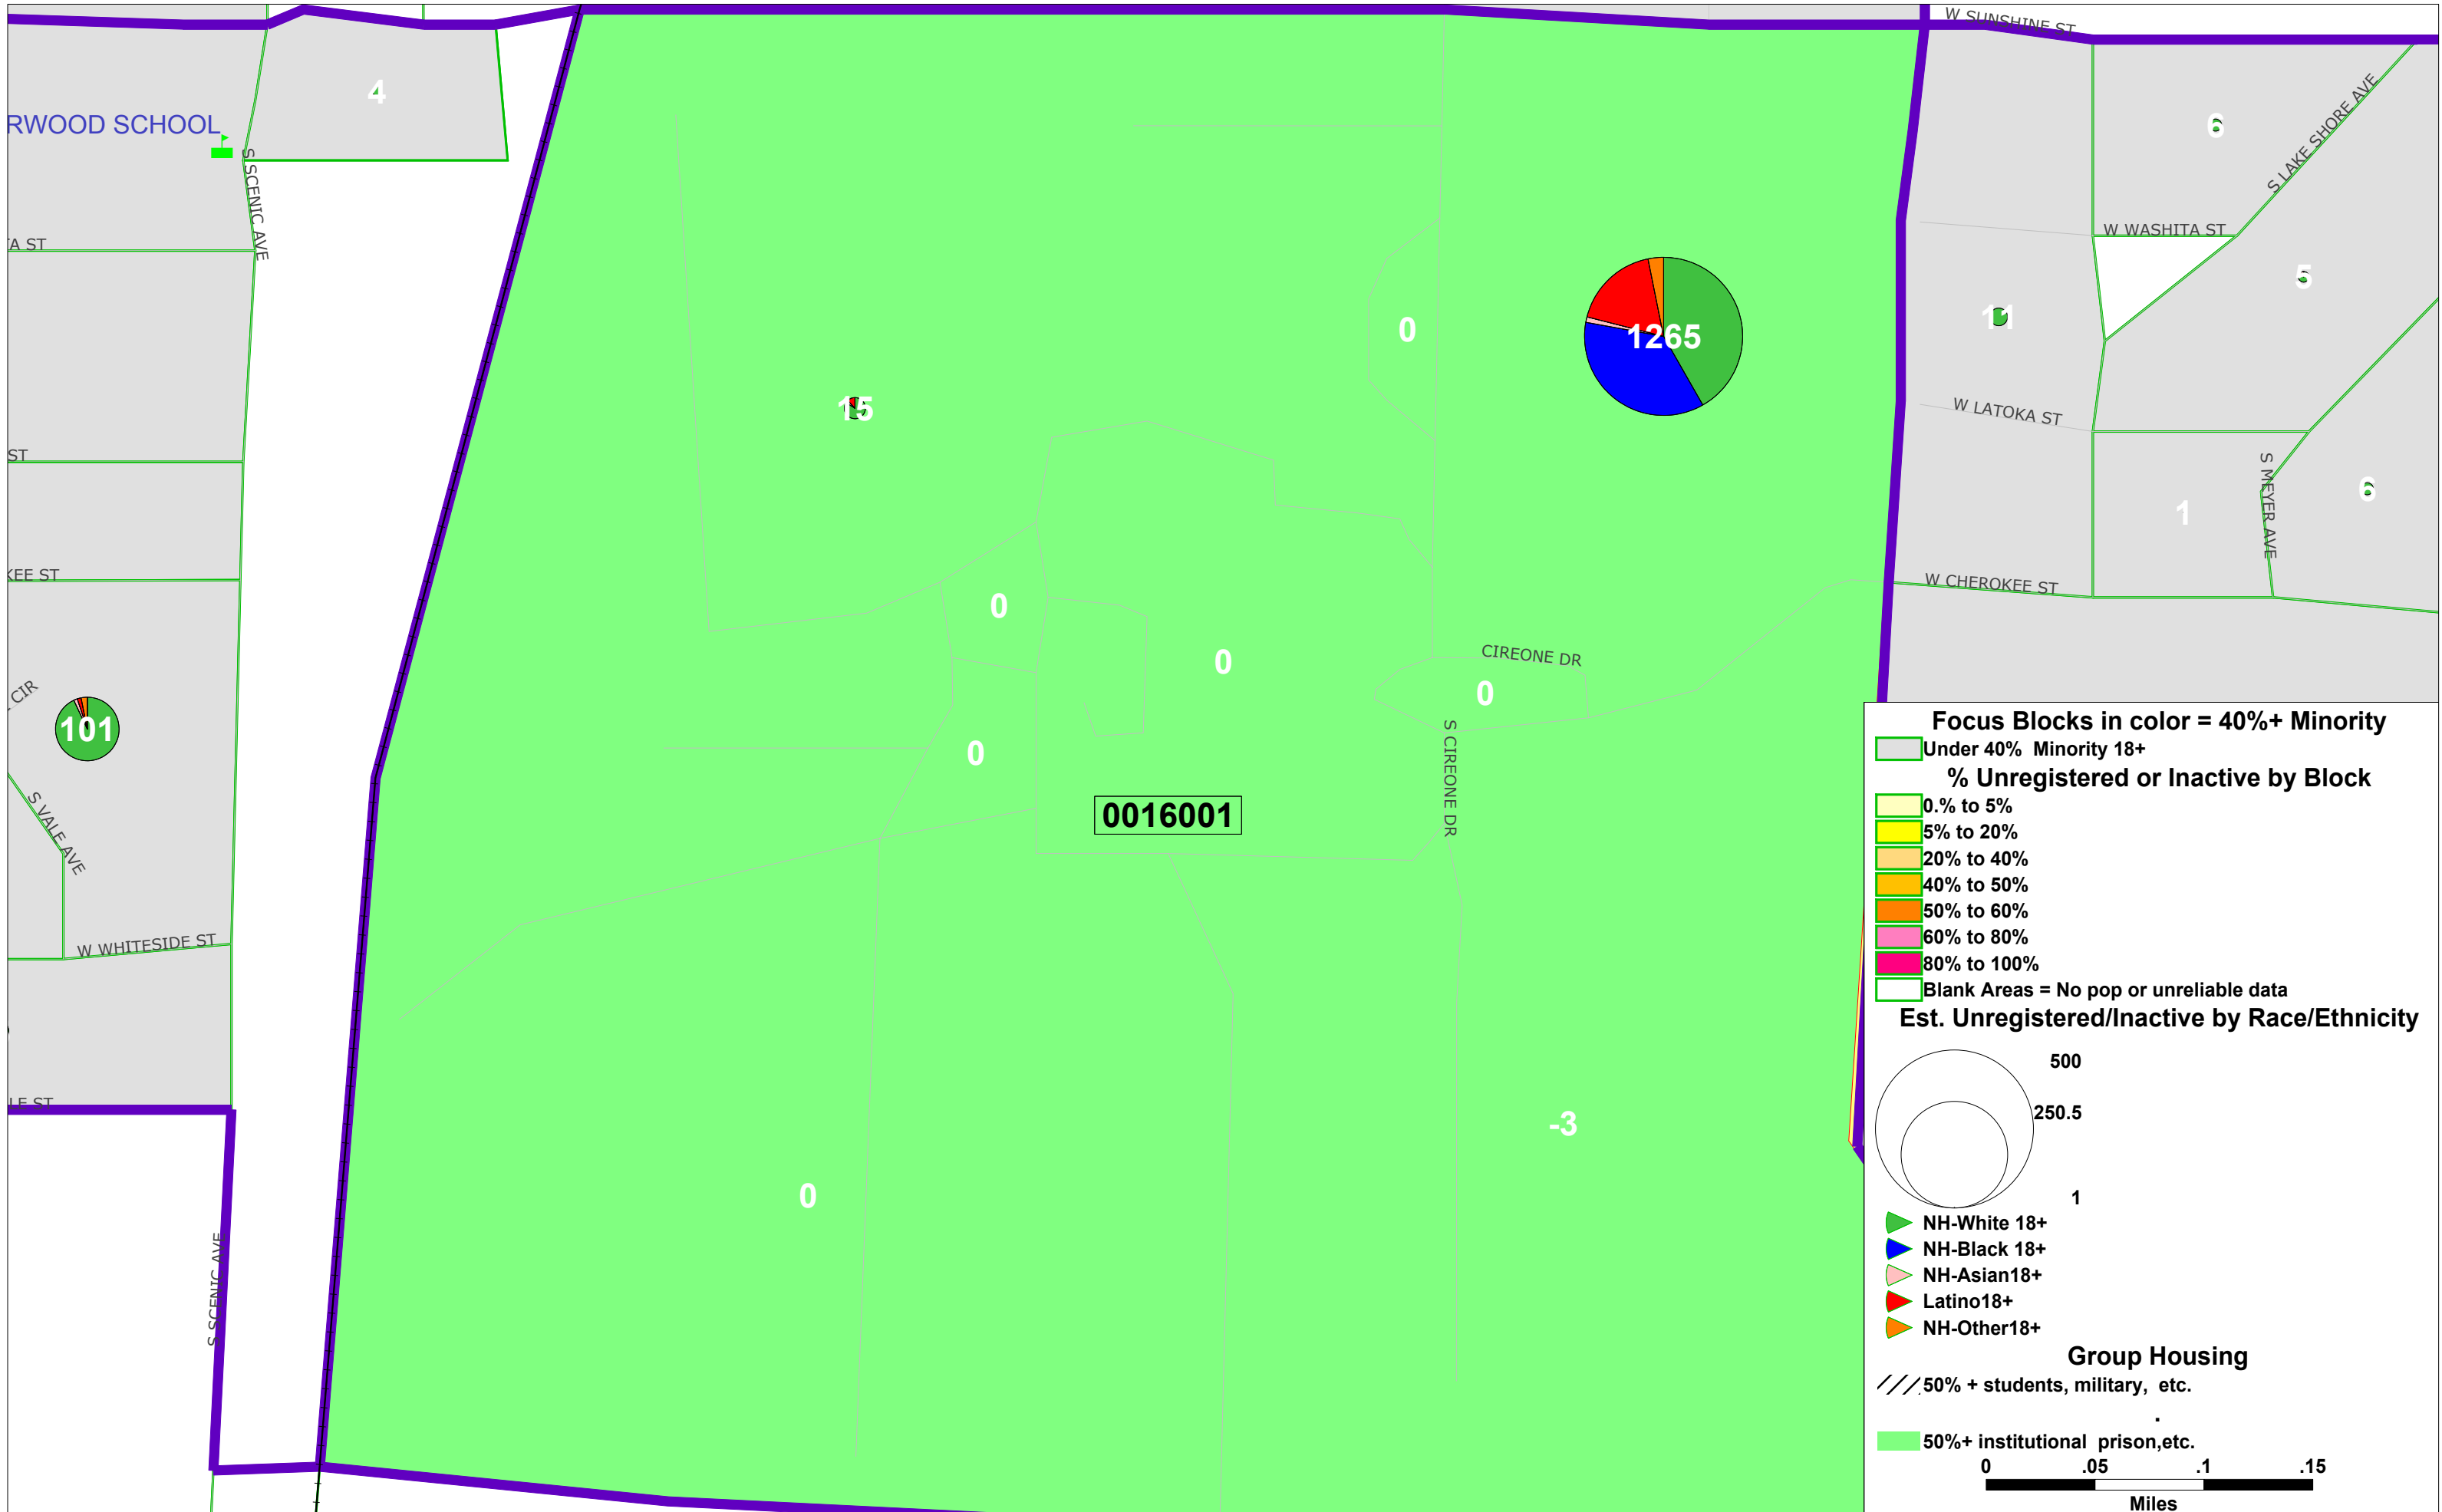 W SUNSHINE ST
4
RWOOD SCHOOL
S SCENIC AVE
6
S LAKE SHORE AVE
TA ST
W WASHITA ST
5
11
0
1265
15
W LATOKA ST
ST
S MEYER AVE
6
1
KEE ST
W CHEROKEE ST
0
0
CIREONE DR
0
CIR
101
0
S CIREONE DR
0016001
S VALE AVE
W WHITESIDE ST
LE ST
-3
0
S SCENIC AVE
Focus Blocks in color = 40%+ Minority
Under 40% Minority 18+
% Unregistered or Inactive by Block
0.% to 5%
5% to 20%
20% to 40%
40% to 50%
50% to 60%
60% to 80%
80% to 100%
Blank Areas = No pop or unreliable data
Est. Unregistered/Inactive by Race/Ethnicity
500
250.5
1
NH-White 18+
NH-Black 18+
NH-Asian18+
Latino18+
NH-Other18+
Group Housing
50% + students, military, etc.
.
50%+ institutional prison,etc.
0 .05 .1 .15
Miles